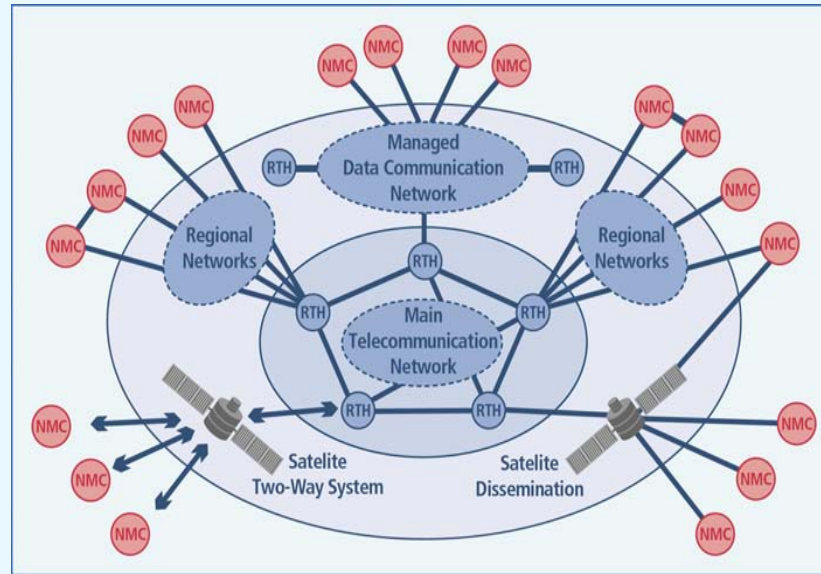 NMC
NMC
NMC
NMC
NMC
NMC
NMC
NMC
NMC
NMC
NMC
NMC
NMC
Managed
Data Communication
Network
RTH
RTH
Regional
Networks
Regional
Networks
RTH
RTH
RTH
Main
Telecommunication
Network
RTH
RTH
NMC
NMC
NMC
NMC
NMC
NMC
Satelite
Two-Way System
Satelite
Dissemination